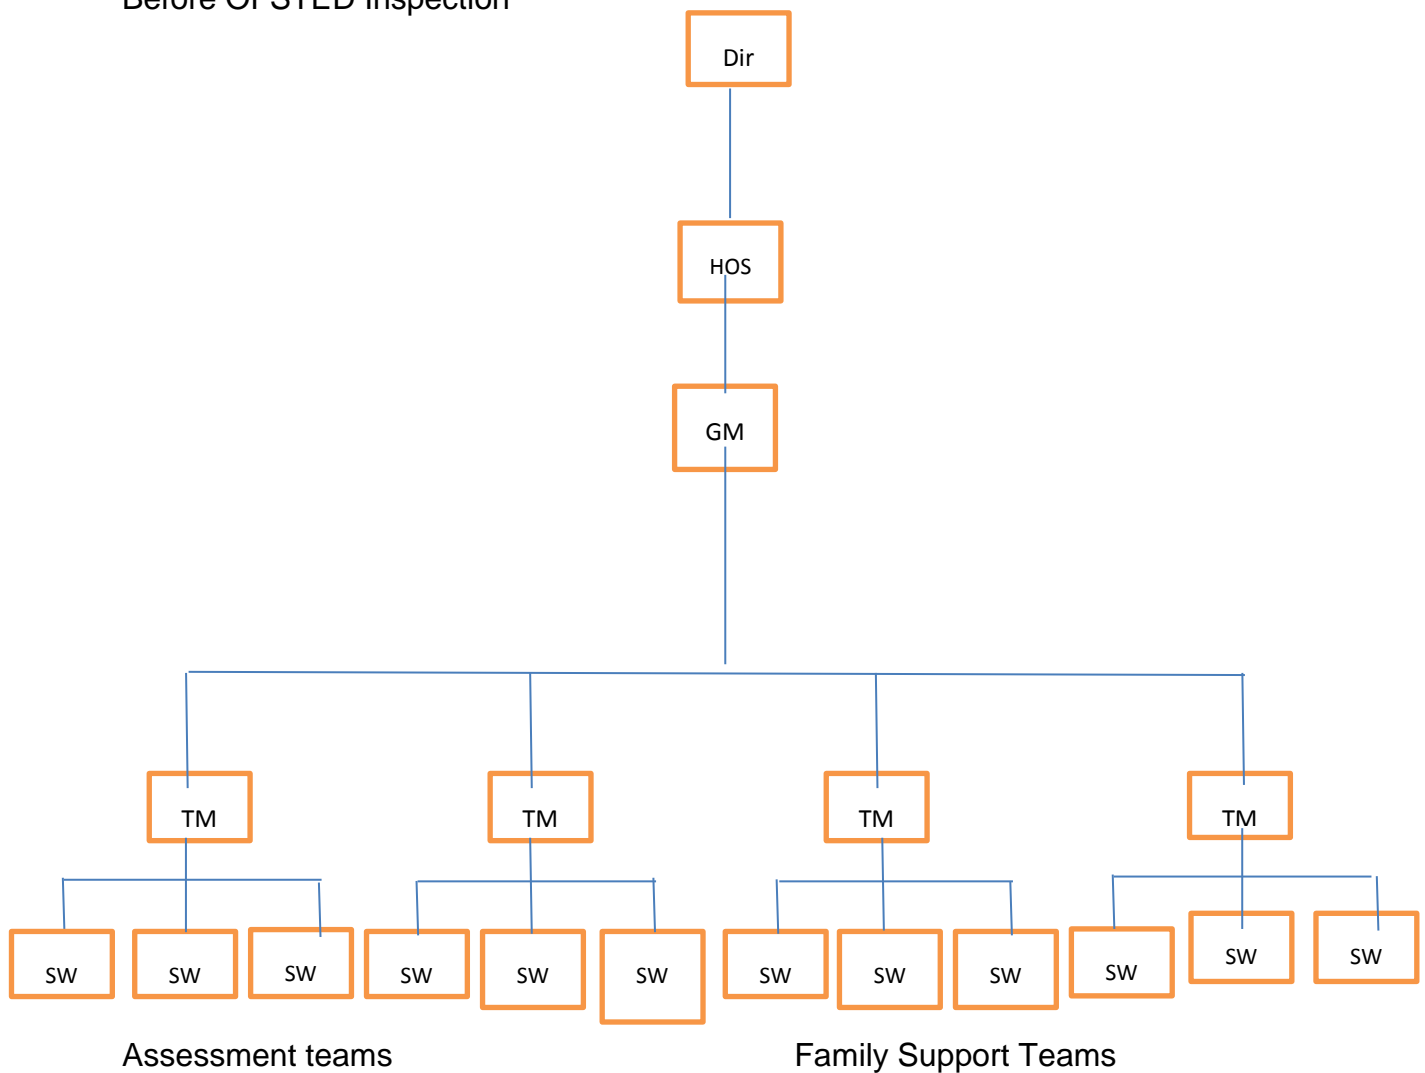 Before OFSTED Inspection
Dir
HOS
GM
TM TM TM TM
SW SW SW SW SW SW SW SW SW SW SW SW
Assessment teams Family Support Teams